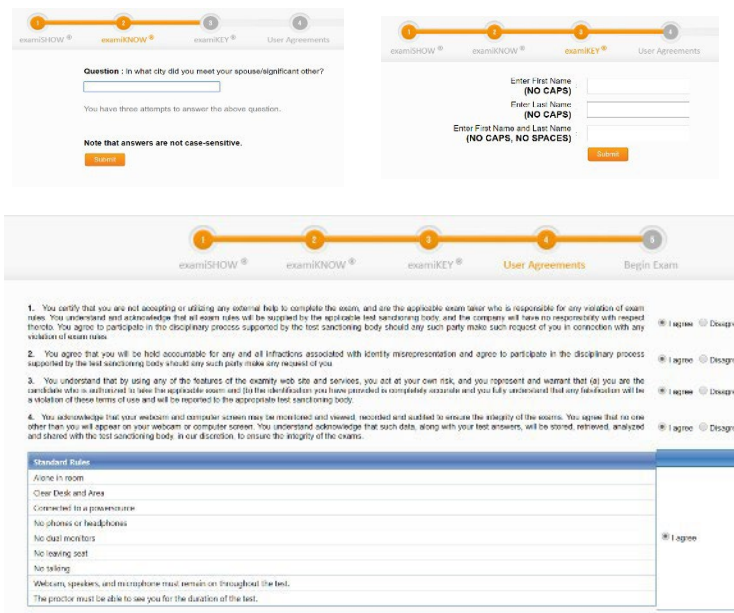 1 2 3 4
examiSHOW ® examiKNOW ® examiKEY ® User Agreements
Question : In what city did you meet your spouse/significant other?
You have three attempts to answer the above question.
Note that answers are not case-sensitive.
Submit
1 2 3 4
examiSHOW ® examiKNOW ® examiKEY ® User Agreements
Enter First Name :
(NO CAPS)
Enter Last Name :
(NO CAPS)
Enter First Name and Last Name :
(NO CAPS, NO SPACES)
Submit
1 2 3 4 5
examiSHOW ® examiKNOW ® examiKEY ® User Agreements Begin Exam
1. You certify that you are not accepting or utilizing any external help to complete the exam, and are the applicable exam taker who is responsible for any violation of exam
rules. You understand and acknowledge that all exam rules will be supplied by the applicable test sanctioning body, and the company will have no responsibility with respect
thereto. You agree to participate in the disciplinary process supported by the test sanctioning body should any such party make such request of you in connection with any
violation of exam rules.
I agree Disagre
2. You agree that you will be held accountable for any and all infractions associated with identity misrepresentation and agree to participate in the disciplinary process
supported by the test sanctioning body should any such party make any request of you.
I agree Disagre
3. You understand that by using any of the features of the examity web site and services, you act at your own risk, and you represent and warrant that (a) you are the
candidate who is authorized to take the applicable exam and (b) the identification you have provided is completely accurate and you fully understand that any falsification will be
a violation of these terms of use and will be reported to the appropriate test sanctioning body.
I agree Disagre
4. You acknowledge that your webcam and computer screen may be monitored and viewed, recorded and audited to ensure the integrity of the exams. You agree that no one
other than you will appear on your webcam or computer screen. You understand acknowledge that such data, along with your test answers, will be stored, retrieved, analyzed
and shared with the test sanctioning body, in our discretion, to ensure the integrity of the exams.
I agree Disagre
Standard Rules
Alone in room
Clear Desk and Area
Connected to a powersource
No phones or headphones
No dual monitors
I agree
No leaving seat
No talking
Webcam, speakers, and microphone must remain on throughout the test.
The proctor must be able to see you for the duration of the test.